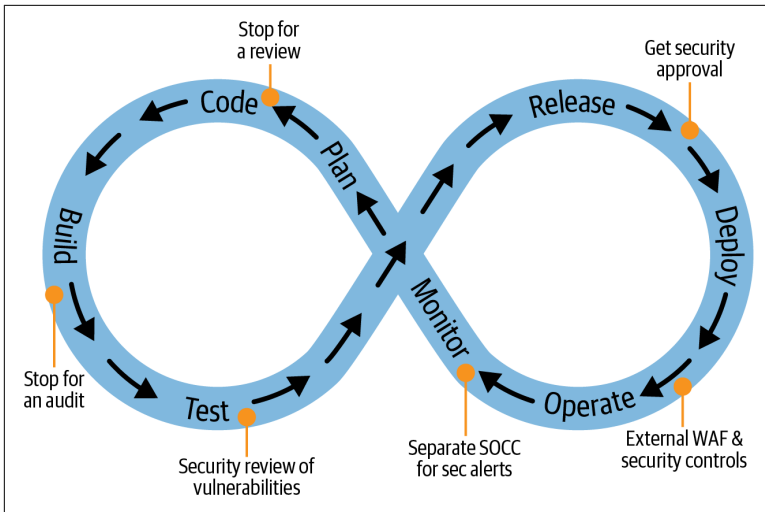 Stop for
a review
Get security
approval
Code
Release
Plan
Build
Deploy
Monitor
Stop for
an audit
Test
Operate
Security review of
vulnerabilities
Separate SOCC
for sec alerts
External WAF &
security controls